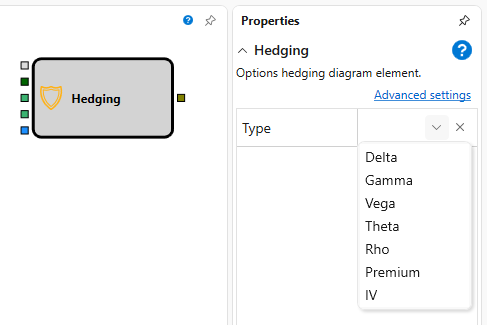 Properties
Hedging
Hedging
Options hedging diagram element.
Advanced settings
Type
Delta
Gamma
Vega
Theta
Rho
Premium
IV